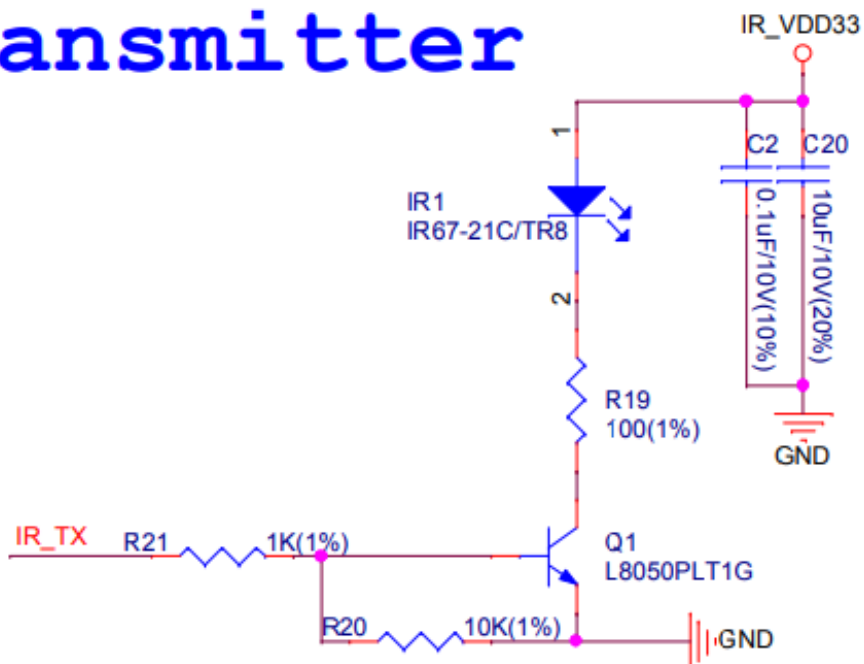 ansmitter
IR_VDD33
1
C2
C20
IR1
IR67-21C/TR8
0.1uF/10V(10%)
10uF/10V(20%)
2
R19
100(1%)
GND
IR_TX
R21
1K(1%)
Q1
L8050PLT1G
R20
10K(1%)
GND